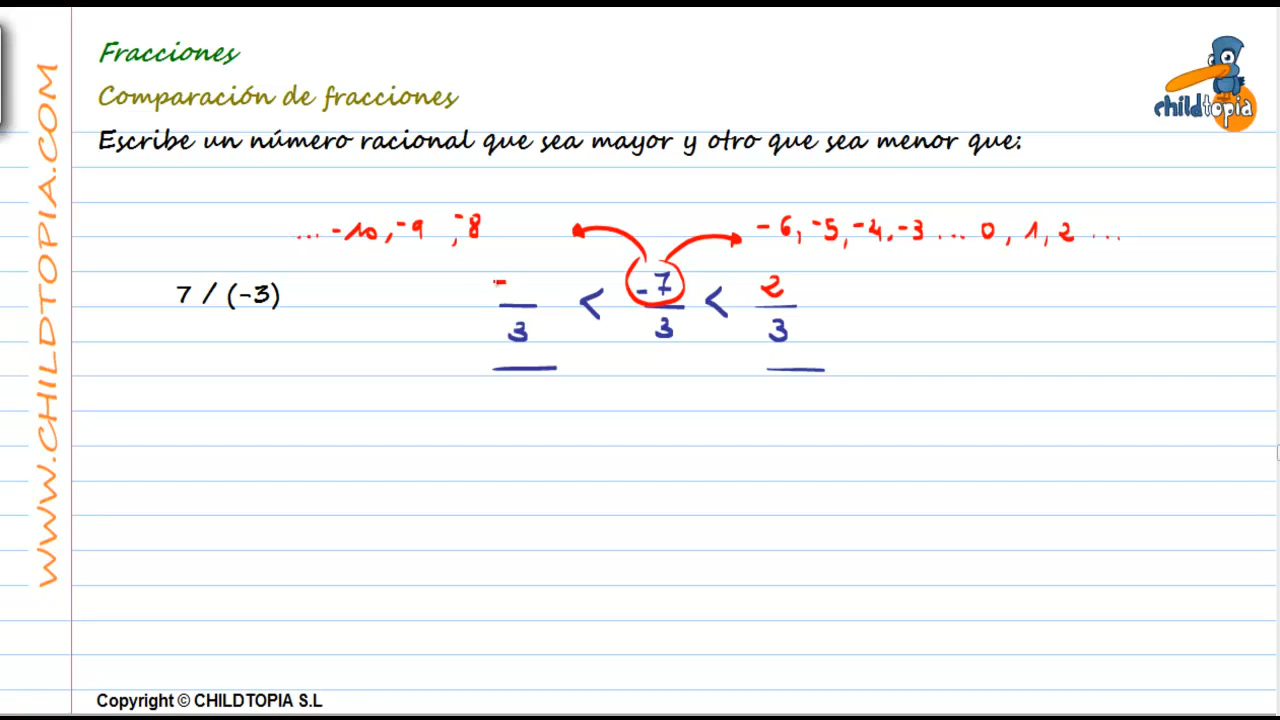 Fracciones
Comparación de fracciones
childtopia
Escribe un número racional que sea mayor y otro que sea menor que:
... -10, -9 , -8
-6, -5, -4, -3 ... 0, 1, 2 ...
7 / (-3)
-/3 < -7/3 < 2/3
WWW.CHILDTOPIA.COM
Copyright © CHILDTOPIA S.L